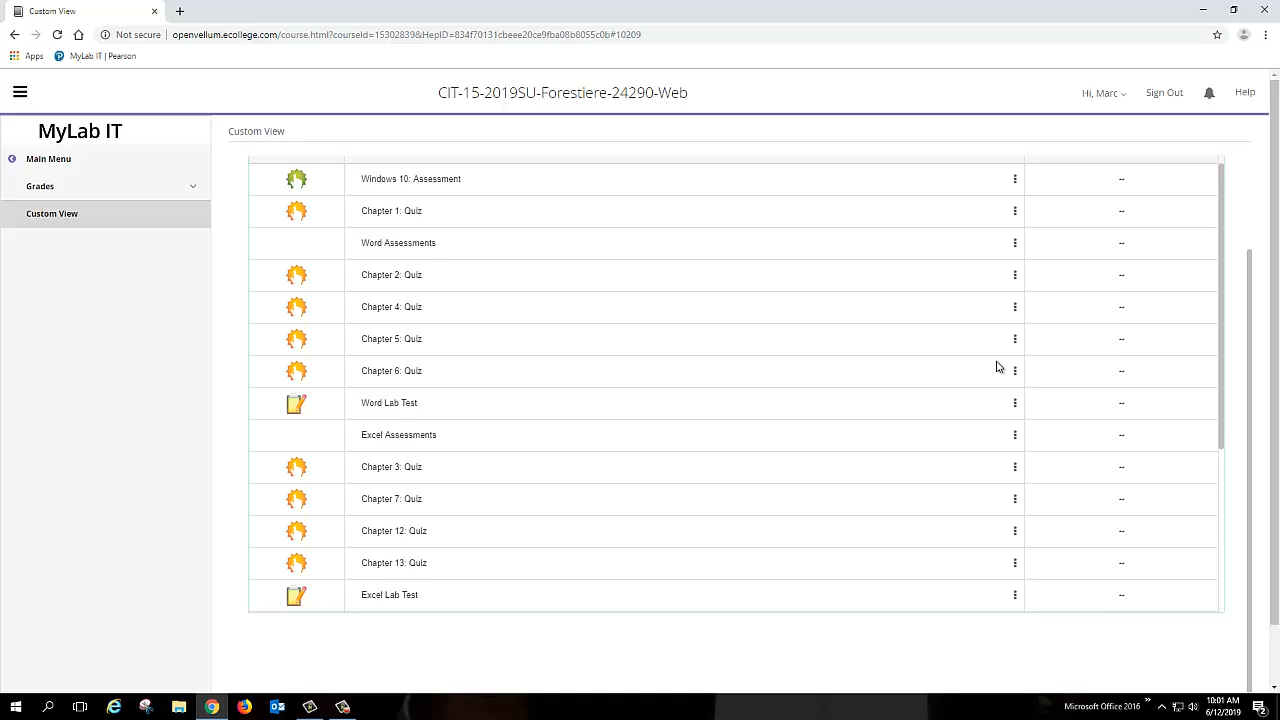 Custom View
Not secure | openvellum.ecollege.com/course.html?courseId=15302839&HepID=834f70131cbeee20ce9fba08b8055c0b#10209
Apps MyLab IT | Pearson
CIT-15-2019SU-Forestiere-24290-Web
Hi, Marc Sign Out Help
MyLab IT
Main Menu
Grades
Custom View
Custom View
Windows 10: Assessment --
Chapter 1: Quiz --
Word Assessments --
Chapter 2: Quiz --
Chapter 4: Quiz --
Chapter 5: Quiz --
Chapter 6: Quiz --
Word Lab Test --
Excel Assessments --
Chapter 3: Quiz --
Chapter 7: Quiz --
Chapter 12: Quiz --
Chapter 13: Quiz --
Excel Lab Test --
Microsoft Office 2016
10:01 AM
6/12/2019